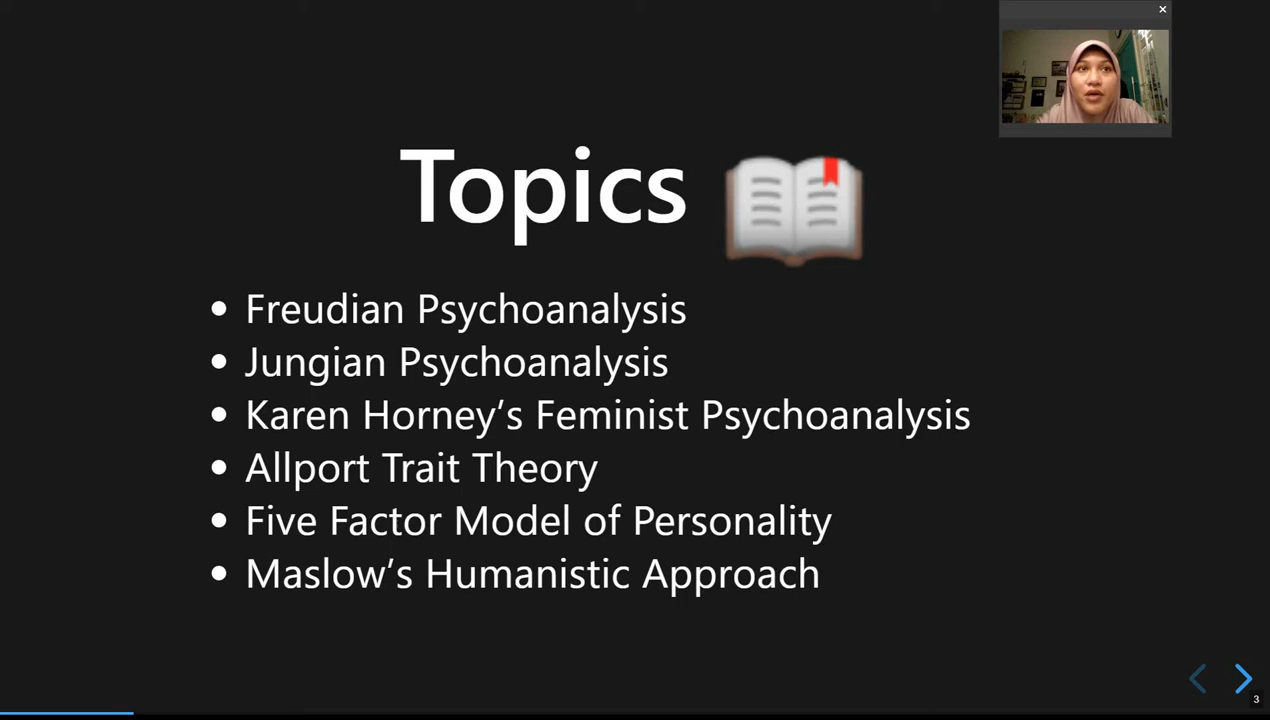 Topics
• Freudian Psychoanalysis
• Jungian Psychoanalysis
• Karen Horney’s Feminist Psychoanalysis
• Allport Trait Theory
• Five Factor Model of Personality
• Maslow’s Humanistic Approach
3